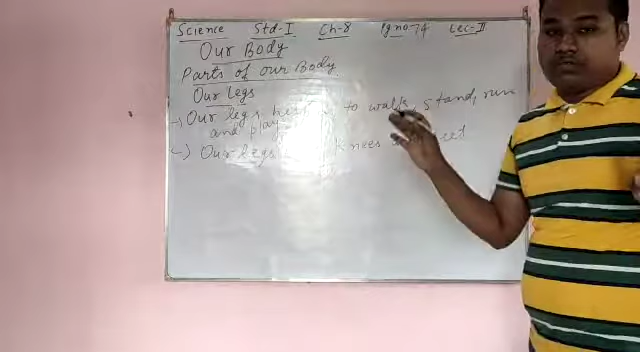 Science Std-I Ch-8 Pg no-74 Lec-II
Our Body
Parts of our Body
Our Legs
→ Our legs to walk, stand, run
and play
→ Our legs knees feet